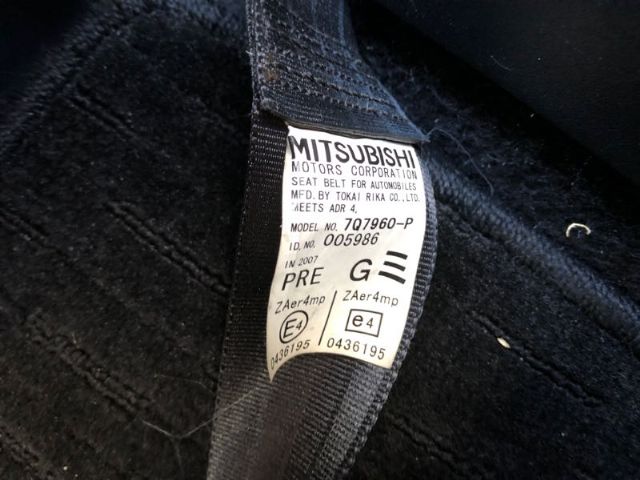 MITSUBISHI
MOTORS CORPORATION
SEAT BELT FOR AUTOMOBILES
MFD. BY TOKAI RIKA CO., LTD.
MEETS ADR 4,
MODEL NO. 7Q7960-P
ID. NO. 005986
IN 2007
PRE G
ZAer4mp ZAer4mp
E4 e4
0436195 0436195